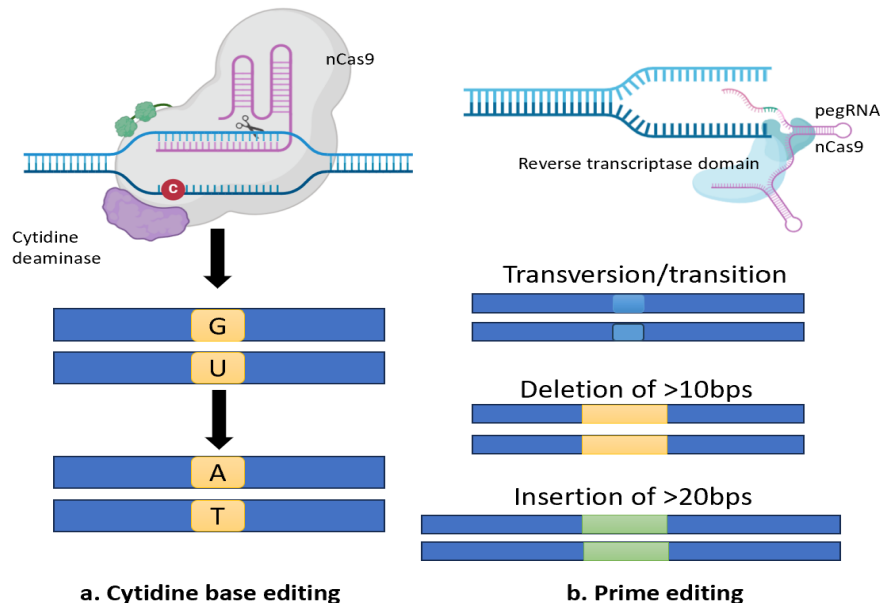 nCas9
C
Cytidine
deaminase
G
U
A
T
a. Cytidine base editing
pegRNA
nCas9
Reverse transcriptase domain
Transversion/transition
Deletion of >10bps
Insertion of >20bps
b. Prime editing